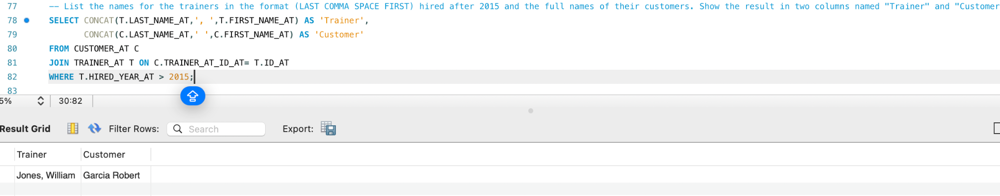 77 -- List the names for the trainers in the format (LAST COMMA SPACE FIRST) hired after 2015 and the full names of their customers. Show the result in two columns named "Trainer" and "Customer
78 SELECT CONCAT(T.LAST_NAME_AT,', ',T.FIRST_NAME_AT) AS 'Trainer',
79 CONCAT(C.LAST_NAME_AT,' ',C.FIRST_NAME_AT) AS 'Customer'
80 FROM CUSTOMER_AT C
81 JOIN TRAINER_AT T ON C.TRAINER_AT_ID_AT= T.ID_AT
82 WHERE T.HIRED_YEAR_AT > 2015;
83
5% 30:82
Result Grid Filter Rows: Search Export:
Trainer Customer
Jones, William Garcia Robert